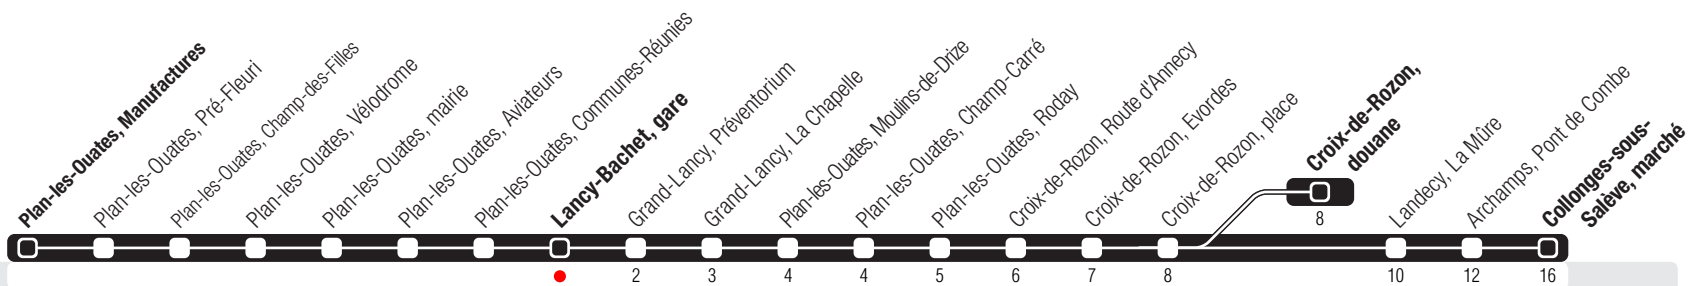 Plan-les-Ouates, Manufactures
Plan-les-Ouates, Pré-Fleuri
Plan-les-Ouates, Champ-des-Filles
Plan-les-Ouates, Vélodrome
Plan-les-Ouates, mairie
Plan-les-Ouates, Aviateurs
Plan-les-Ouates, Communes-Réunies
Lancy-Bachet, gare
Grand-Lancy, Préventorium
Grand-Lancy, La Chapelle
Plan-les-Ouates, Moulins-de-Drize
Plan-les-Ouates, Champ-Carré
Plan-les-Ouates, Roday
Croix-de-Rozon, Route d'Annecy
Croix-de-Rozon, Evordes
Croix-de-Rozon, place
Croix-de-Rozon,
douane
Landecy, La Mûre
Archamps, Pont de Combe
Collonges-sous-
Salève, marché
8
2 3 4 4 5 6 7 8 10 12 16